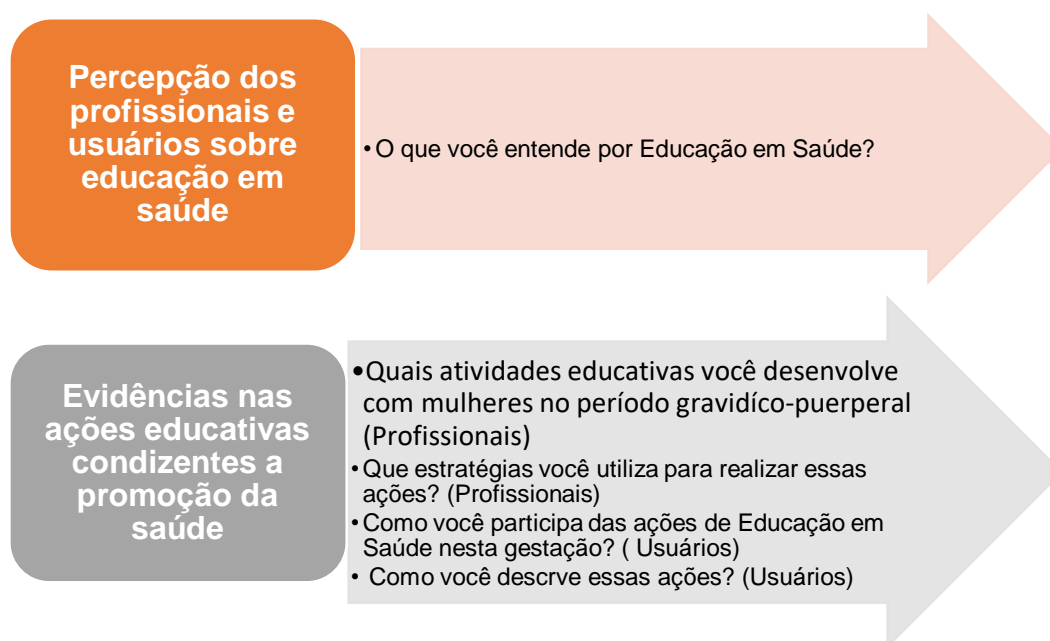 Percepção dos
profissionais e
usuários sobre
educação em
saúde
• O que você entende por Educação em Saúde?
Evidências nas
ações educativas
condizentes a
promoção da
saúde
•Quais atividades educativas você desenvolve
com mulheres no período gravidíco-puerperal
(Profissionais)
• Que estratégias você utiliza para realizar essas
ações? (Profissionais)
• Como você participa das ações de Educação em
Saúde nesta gestação? ( Usuários)
• Como você descrve essas ações? (Usuários)